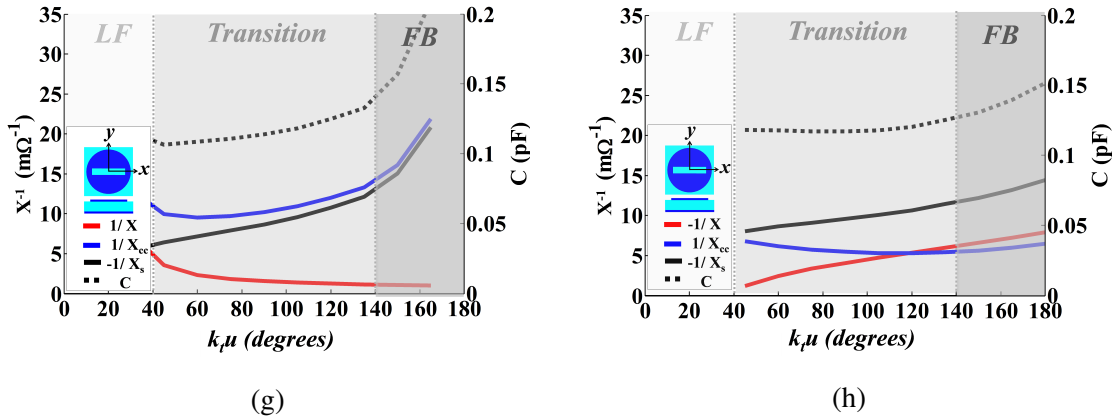 LF Transition FB
X⁻¹ (mΩ⁻¹)
35
30
25
20
15
10
5
0
y
x
1/ X
1/ Xcc
-1/ Xs
C
0 20 40 60 80 100 120 140 160 180
kₜu (degrees)
0.2
0.15
0.1
0.05
0
C (pF)
(g)
LF Transition FB
X⁻¹ (mΩ⁻¹)
35
30
25
20
15
10
5
0
y
x
-1/ X
1/ Xcc
-1/ Xs
C
0 20 40 60 80 100 120 140 160 180
kₜu (degrees)
0.2
0.15
0.1
0.05
0
C (pF)
(h)